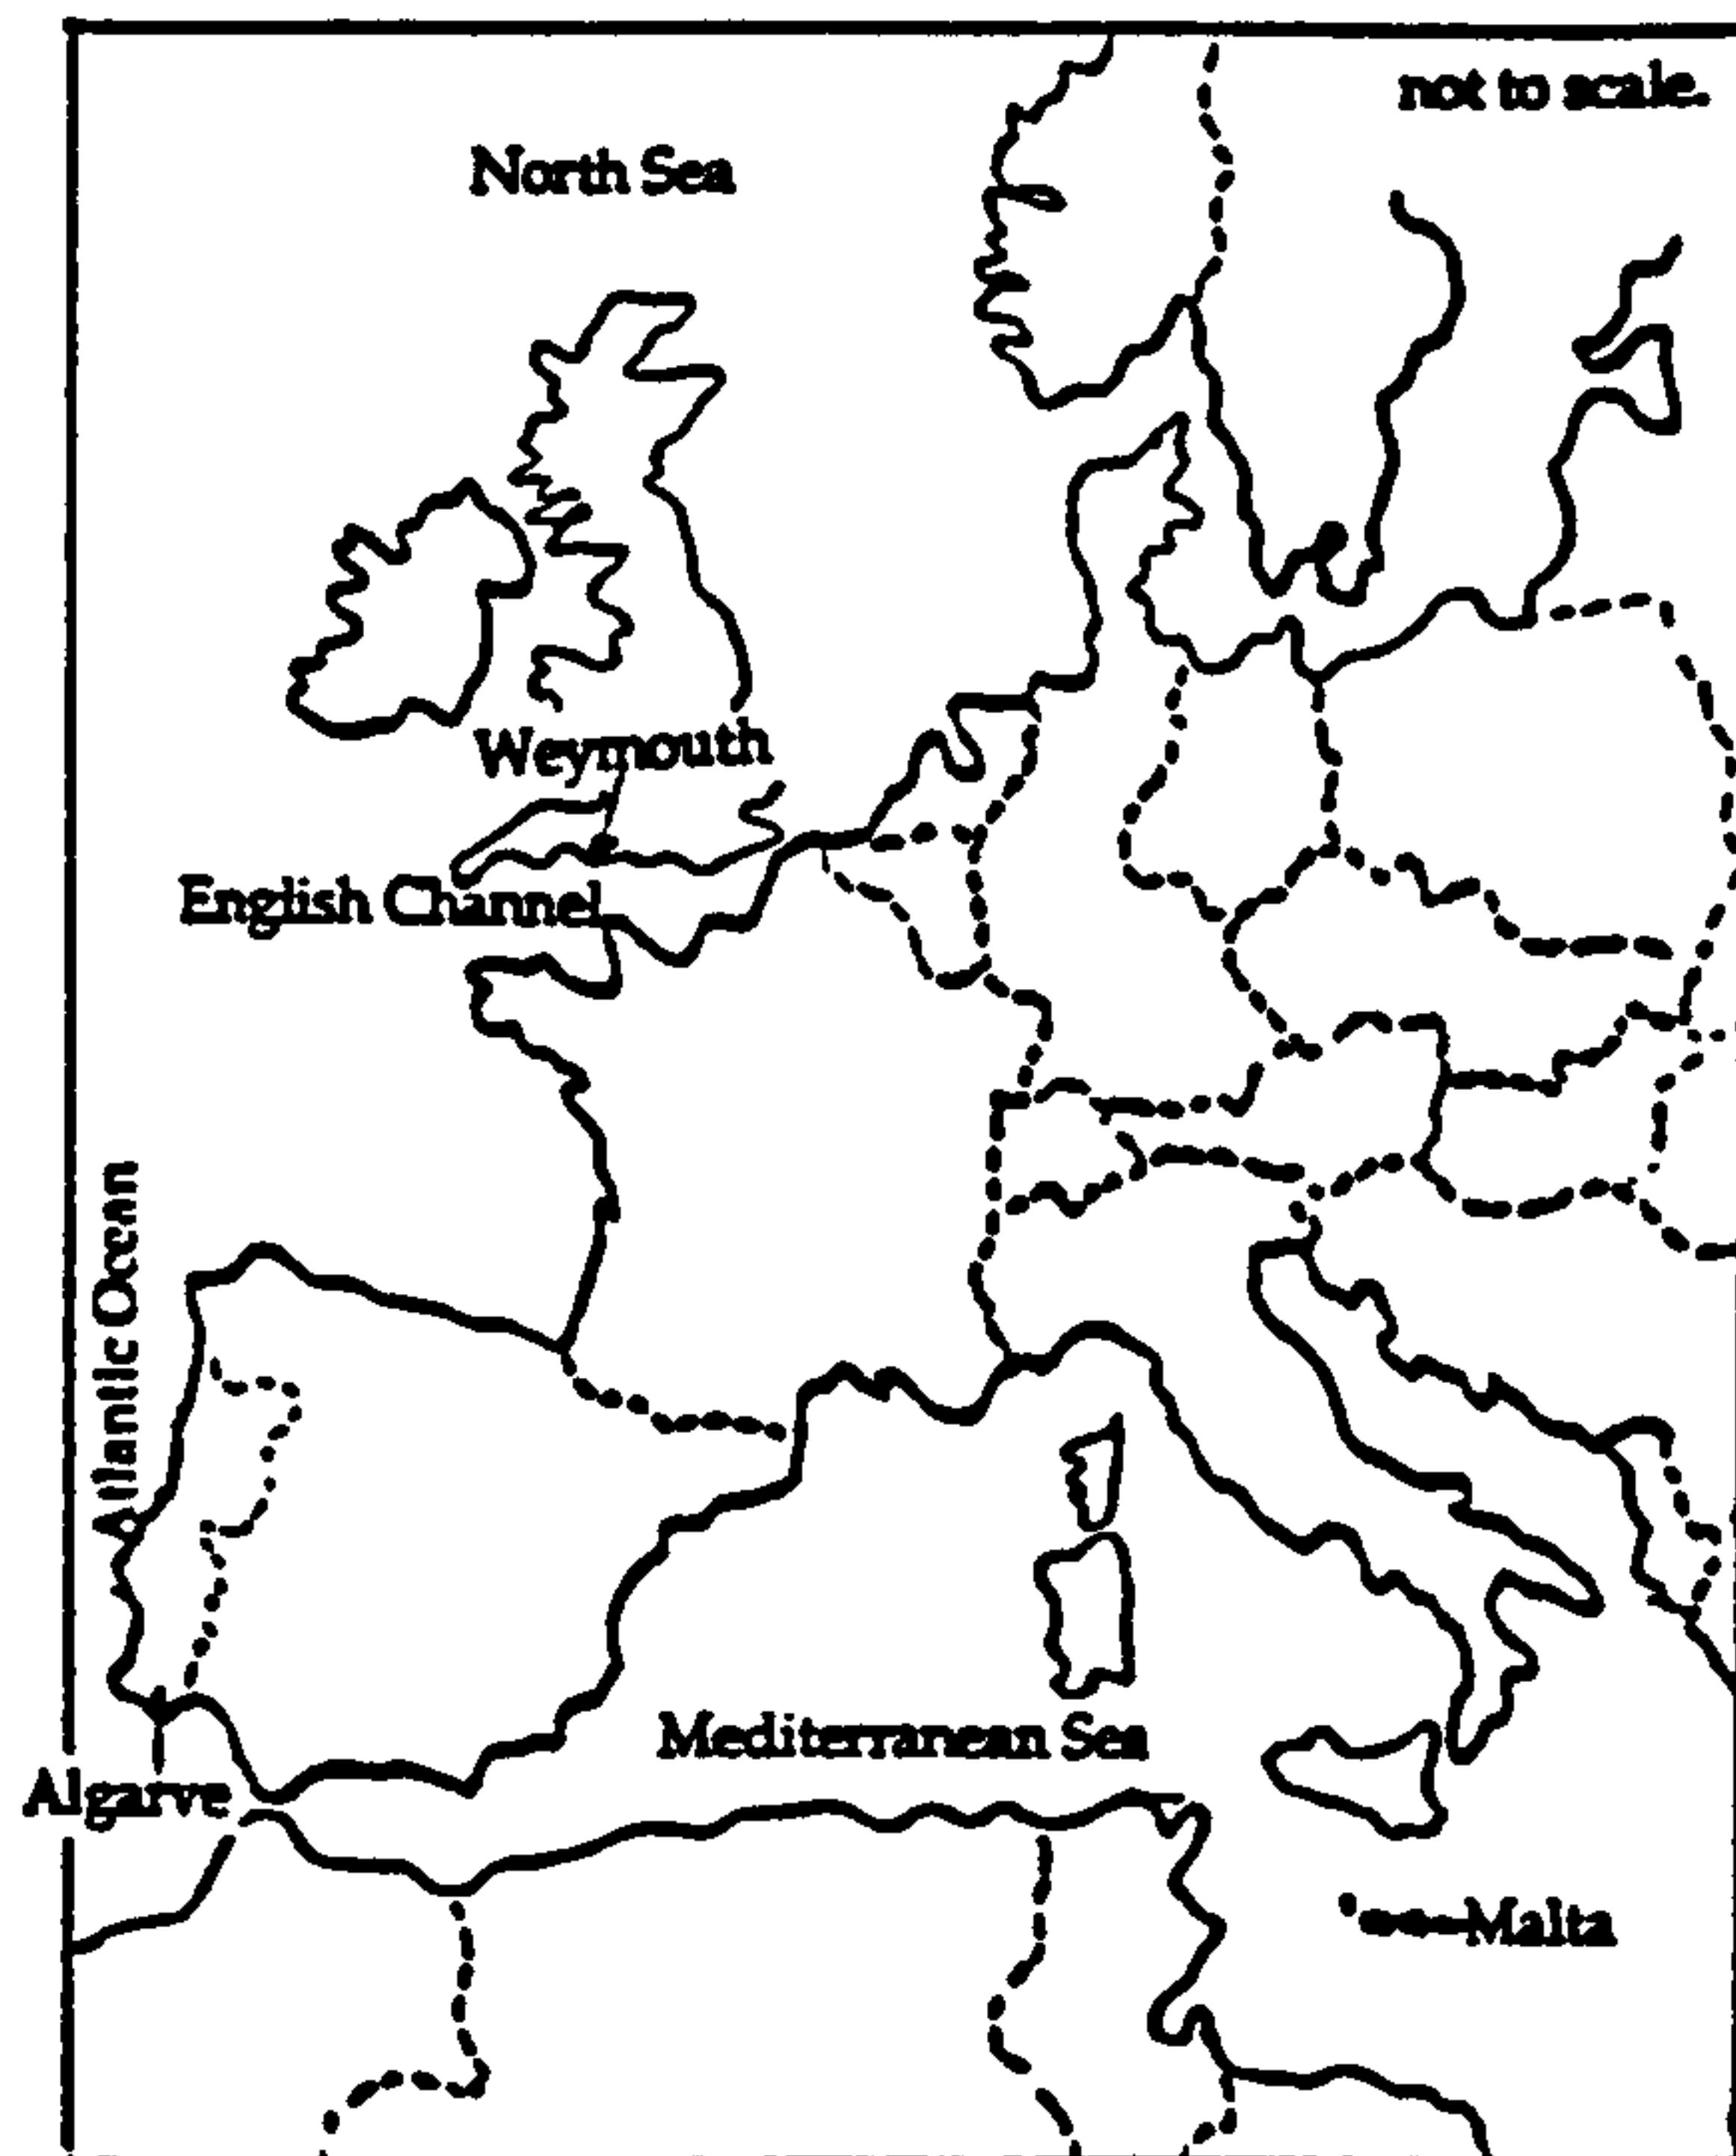 not to scale.
North Sea
Weymouth
English Channel
Atlantic Ocean
Mediterranean Sea
Algarve
Malta